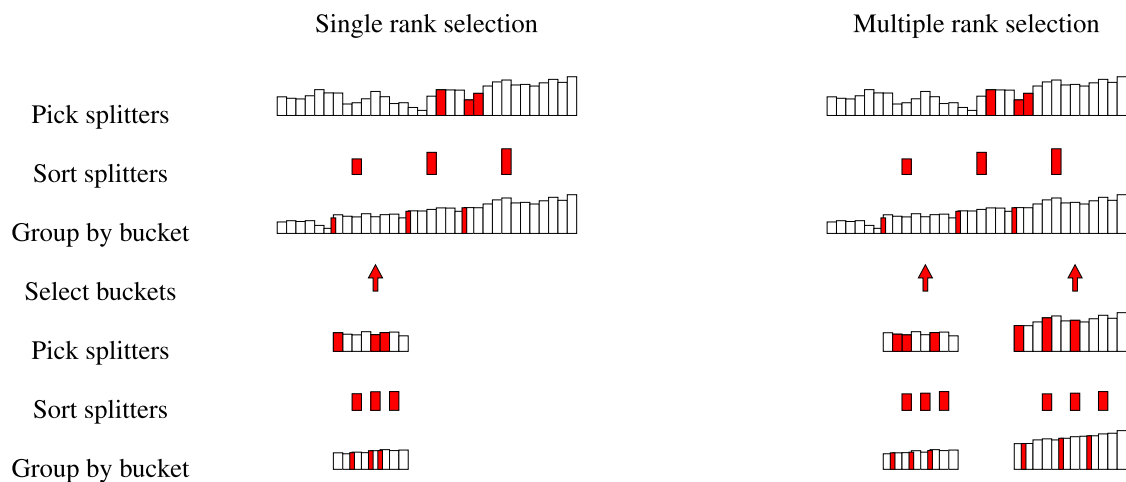 Single rank selection
Multiple rank selection
Pick splitters
Sort splitters
Group by bucket
Select buckets
Pick splitters
Sort splitters
Group by bucket